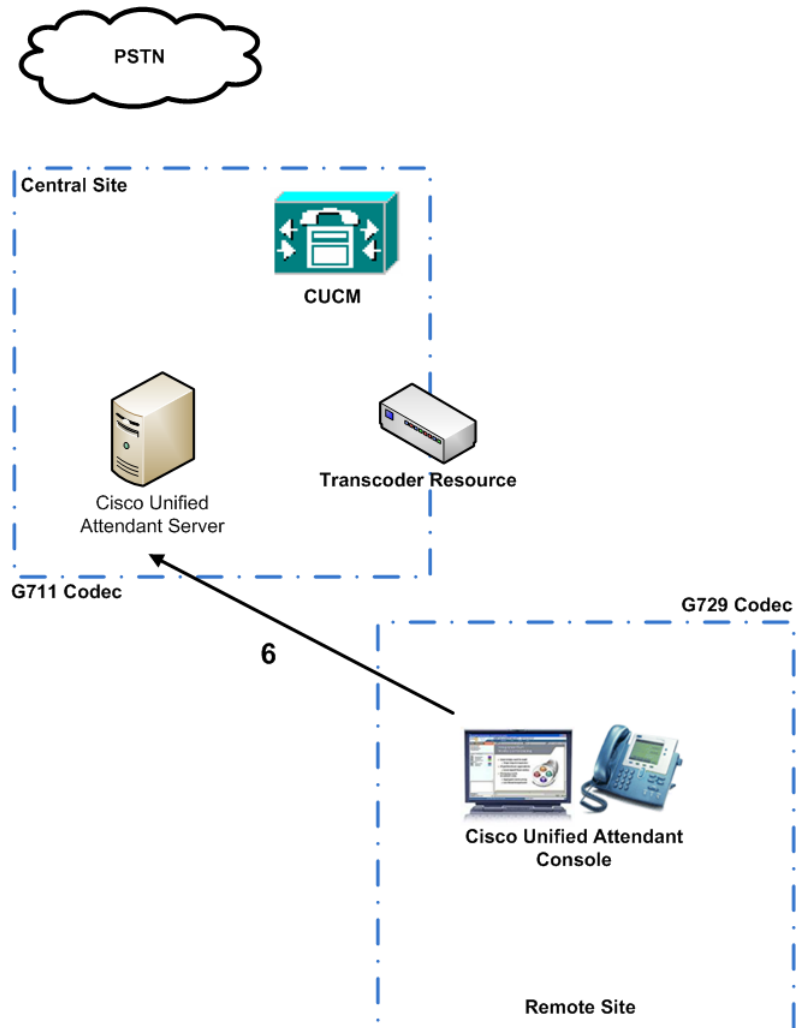 PSTN
Central Site
CUCM
Transcoder Resource
Cisco Unified
Attendant Server
G711 Codec
G729 Codec
6
Cisco Unified Attendant
Console
Remote Site